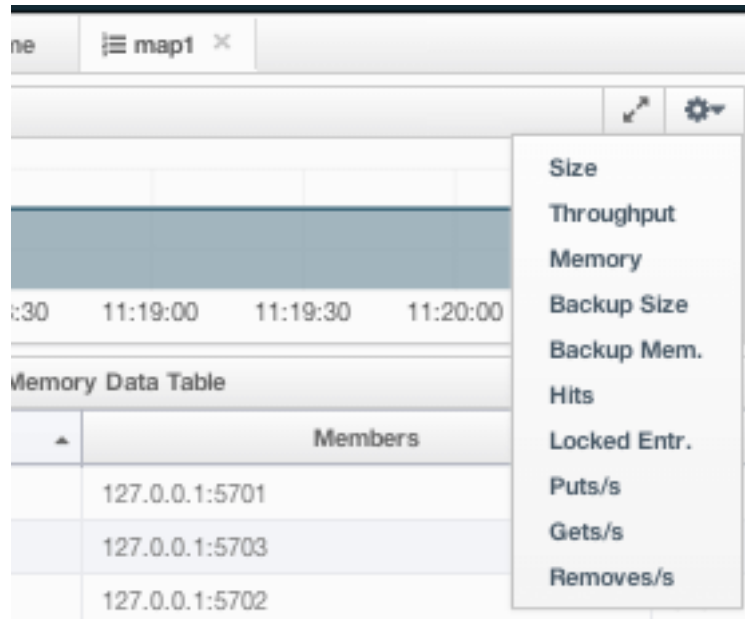 me
map1
Size
Throughput
Memory
Backup Size
Backup Mem.
Hits
Locked Entr.
Puts/s
Gets/s
Removes/s
:30 11:19:00 11:19:30 11:20:00
Memory Data Table
Members
127.0.0.1:5701
127.0.0.1:5703
127.0.0.1:5702